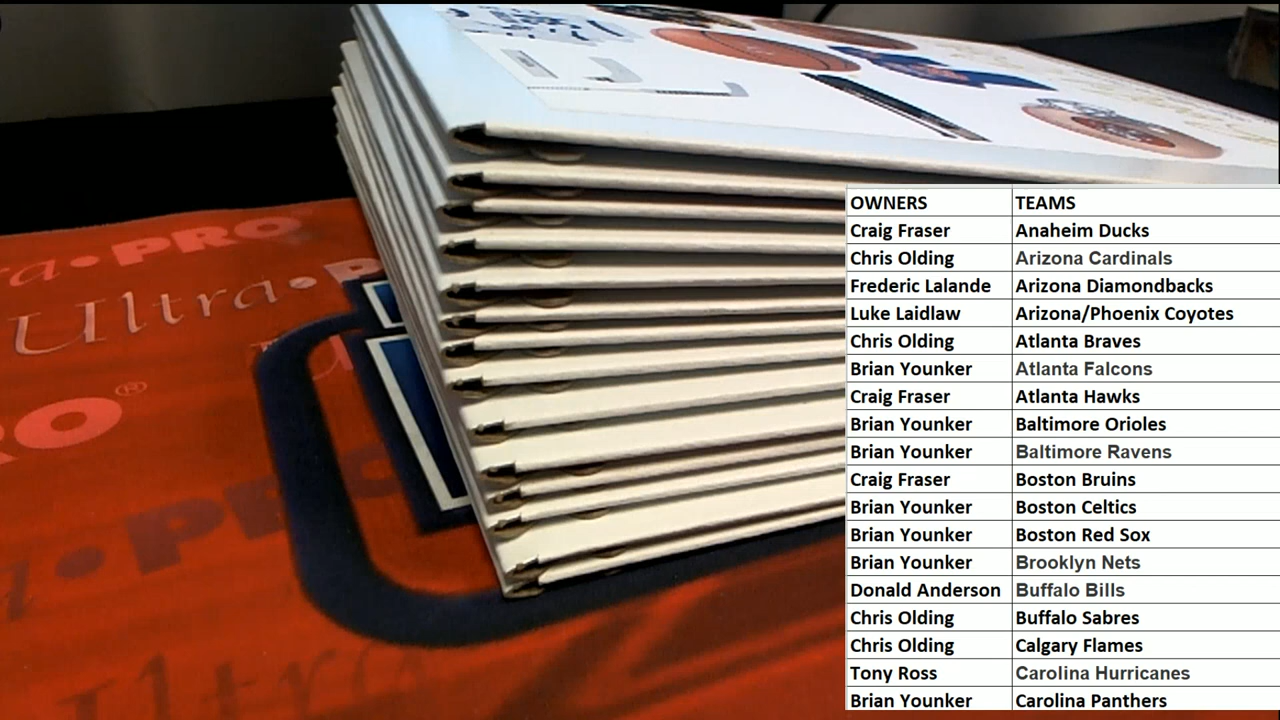 ra • PRO
Ultra • P
RO®
PRO
OWNERS TEAMS
Craig Fraser Anaheim Ducks
Chris Olding Arizona Cardinals
Frederic Lalande Arizona Diamondbacks
Luke Laidlaw Arizona/Phoenix Coyotes
Chris Olding Atlanta Braves
Brian Younker Atlanta Falcons
Craig Fraser Atlanta Hawks
Brian Younker Baltimore Orioles
Brian Younker Baltimore Ravens
Craig Fraser Boston Bruins
Brian Younker Boston Celtics
Brian Younker Boston Red Sox
Brian Younker Brooklyn Nets
Donald Anderson Buffalo Bills
Chris Olding Buffalo Sabres
Chris Olding Calgary Flames
Tony Ross Carolina Hurricanes
Brian Younker Carolina Panthers